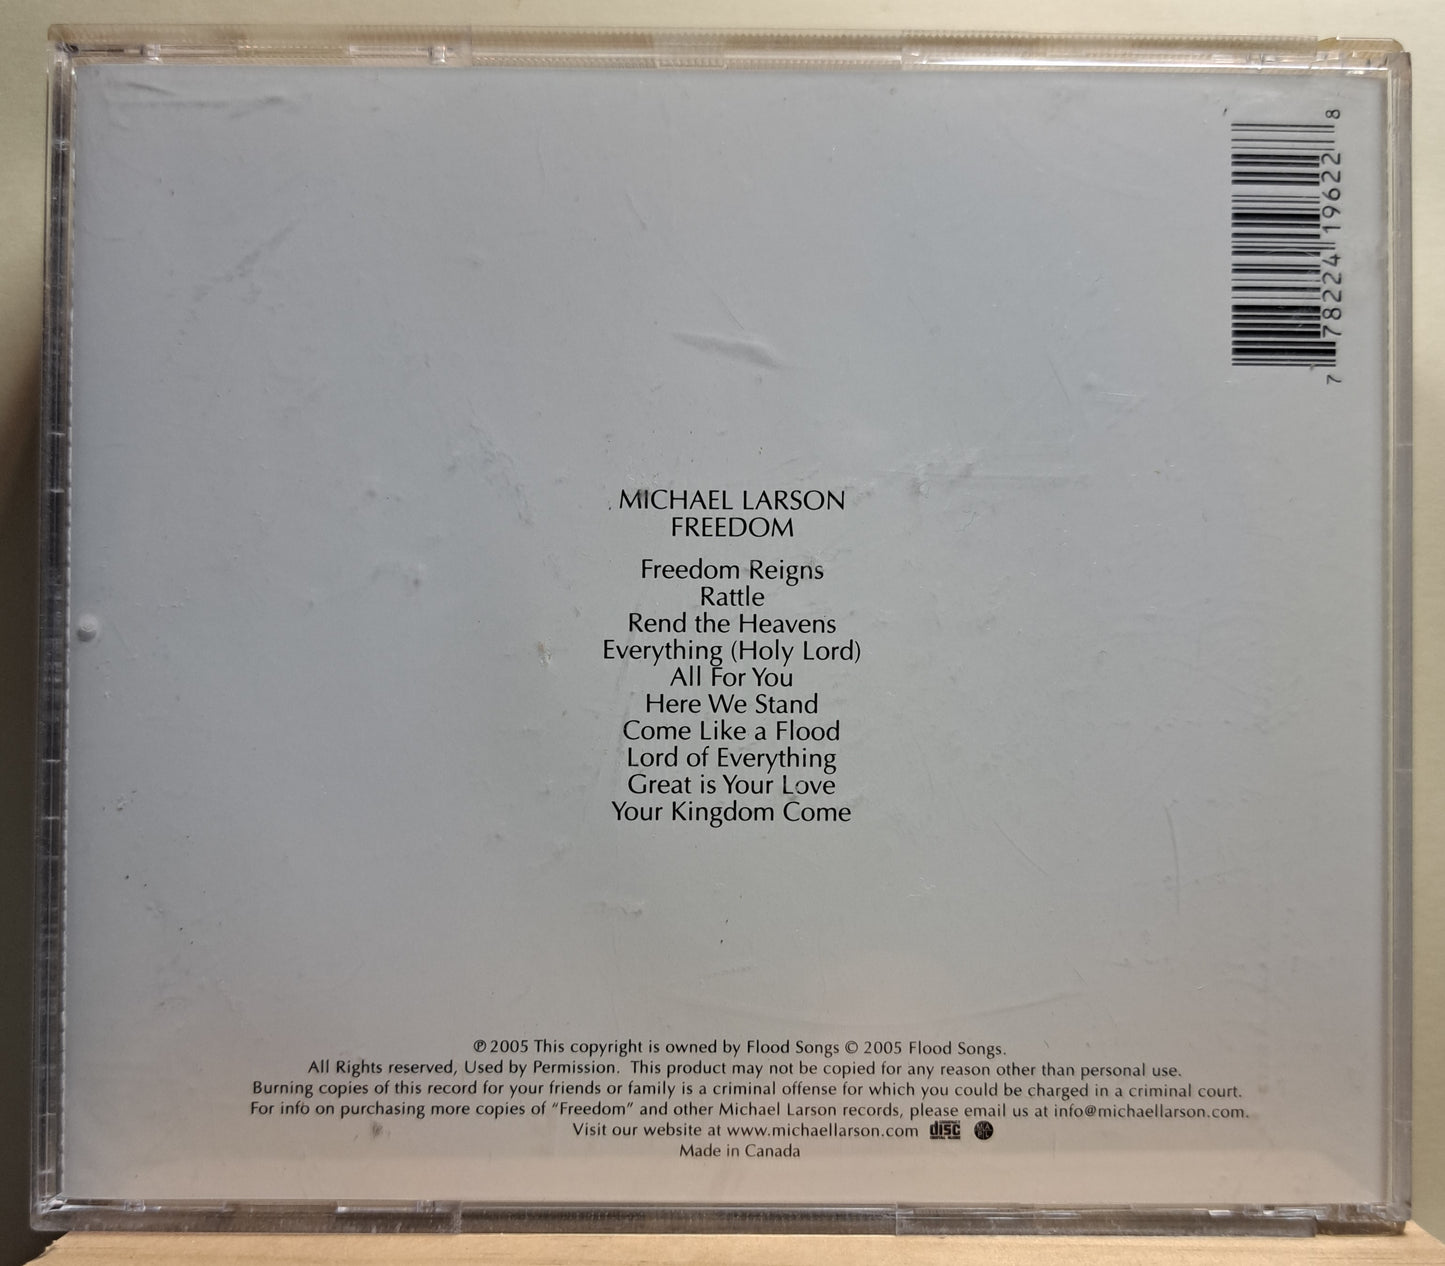 7 78224 19622 8
MICHAEL LARSON
FREEDOM
Freedom Reigns
Rattle
Rend the Heavens
Everything (Holy Lord)
All For You
Here We Stand
Come Like a Flood
Lord of Everything
Great is Your Love
Your Kingdom Come
℗ 2005 This copyright is owned by Flood Songs © 2005 Flood Songs.
All Rights reserved, Used by Permission. This product may not be copied for any reason other than personal use.
Burning copies of this record for your friends or family is a criminal offense for which you could be charged in a criminal court.
For info on purchasing more copies of “Freedom” and other Michael Larson records, please email us at info@michaellarson.com.
Visit our website at www.michaellarson.com disc
Made in Canada